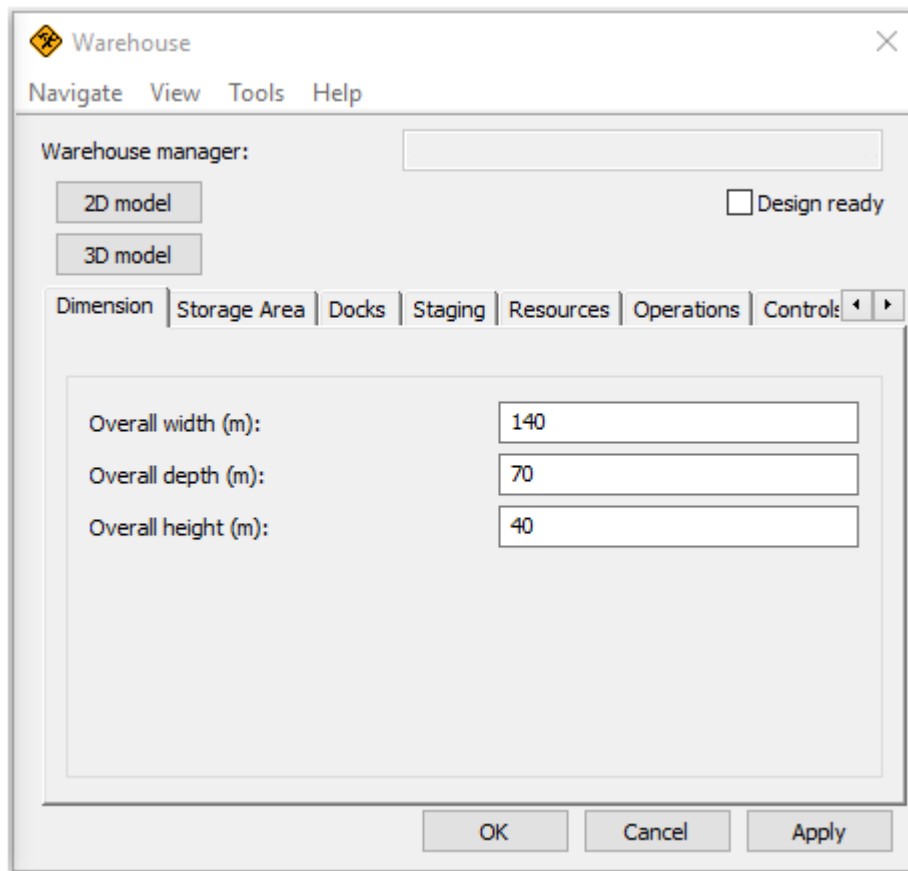 Warehouse
Navigate View Tools Help
Warehouse manager:
2D model
Design ready
3D model
Dimension Storage Area Docks Staging Resources Operations Controls
Overall width (m): 140
Overall depth (m): 70
Overall height (m): 40
OK Cancel Apply